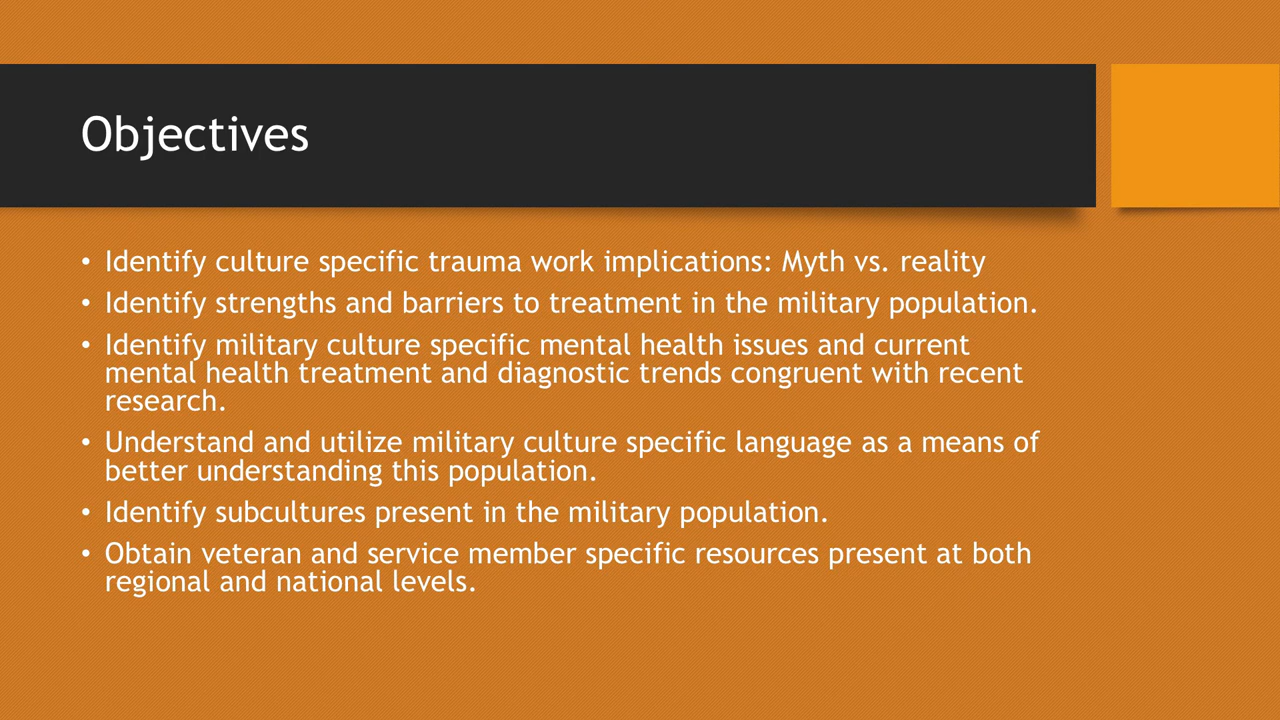 Objectives
• Identify culture specific trauma work implications: Myth vs. reality
• Identify strengths and barriers to treatment in the military population.
• Identify military culture specific mental health issues and current
mental health treatment and diagnostic trends congruent with recent
research.
• Understand and utilize military culture specific language as a means of
better understanding this population.
• Identify subcultures present in the military population.
• Obtain veteran and service member specific resources present at both
regional and national levels.